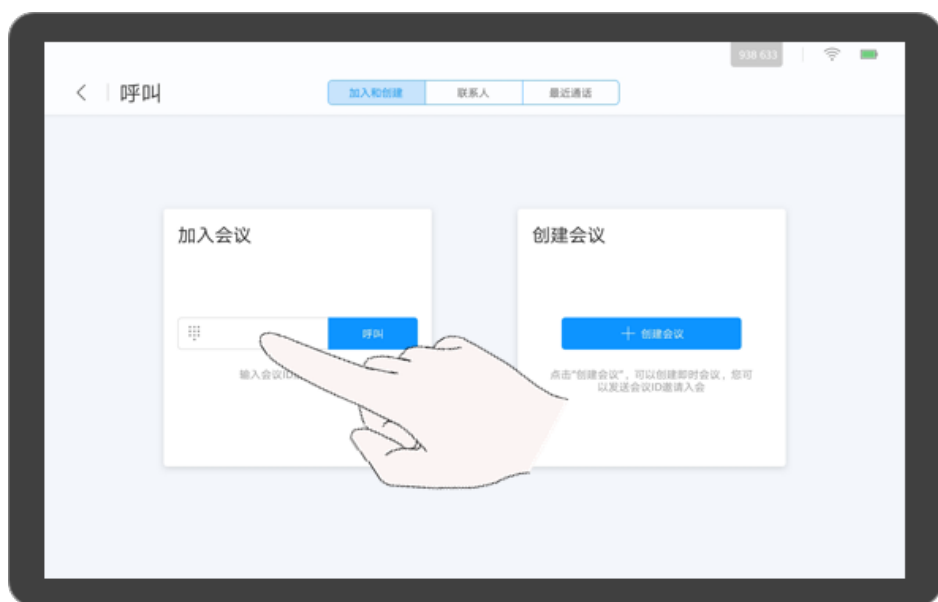 938 633
呼叫
加入和创建
联系人
最近通话
加入会议
呼叫
输入会议ID
创建会议
创建会议
点击"创建会议"，可以创建即时会议，您可
以发送会议ID邀请入会